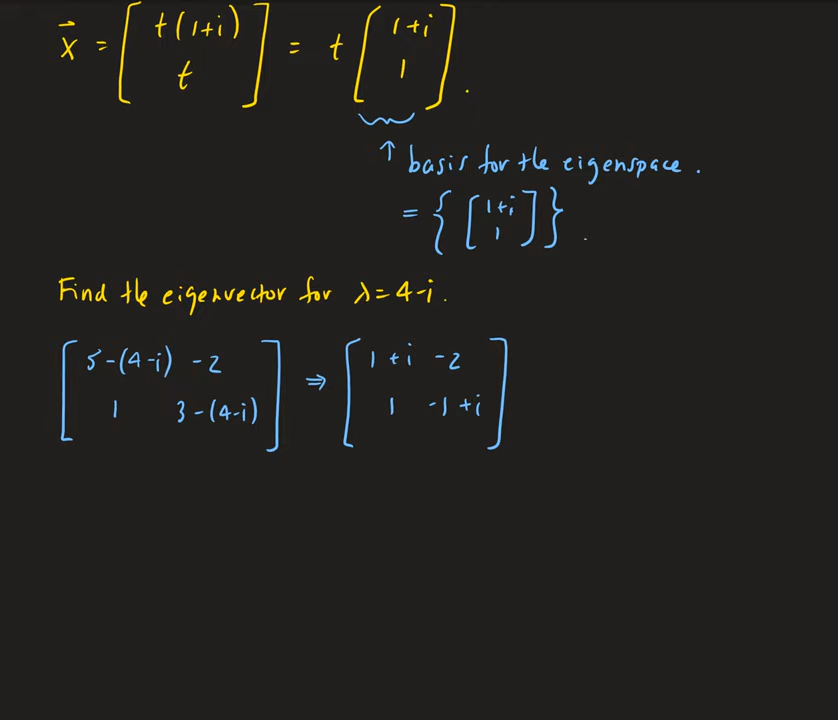 x⃗ = [ t(1+i) ; t ] = t [ 1+i ; 1 ] .
↑ basis for the eigenspace .
= { [ 1+i ; 1 ] } .
Find the eigenvector for λ = 4-i .
[ 5-(4-i) -2 ; 1 3-(4-i) ] ⇒ [ 1+i -2 ; 1 -1+i ]